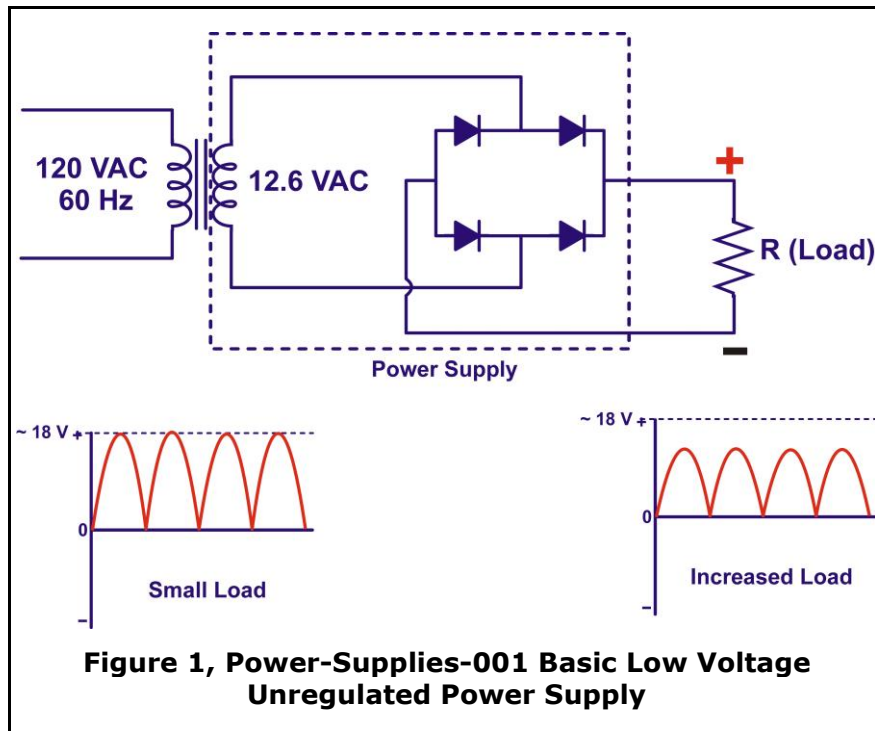 120 VAC
60 Hz
12.6 VAC
+
R (Load)
−
Power Supply
~ 18 V +
0
−
Small Load
~ 18 V +
0
−
Increased Load
Figure 1, Power-Supplies-001 Basic Low Voltage
Unregulated Power Supply